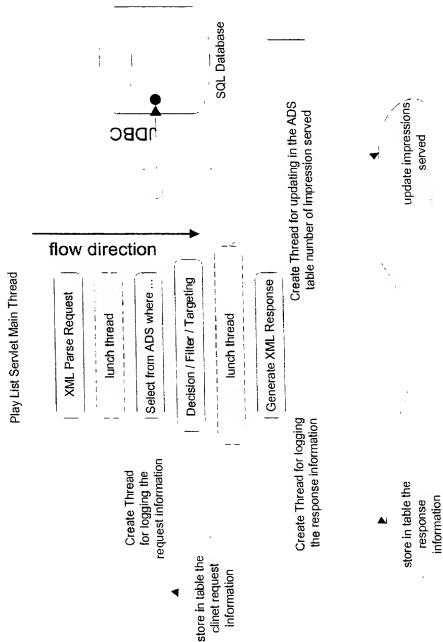 Play List Servlet Main Thread
flow direction
XML Parse Request
lunch thread
Select from ADS where ...
Decision / Filter / Targeting
lunch thread
Generate XML Response
JDBC
SQL Database
Create Thread
for logging the
request information
store in table the
clinet request
information
Create Thread for logging
the response information
store in table the
response
information
Create Thread for updating in the ADS
table number of impression served
update impressions
served